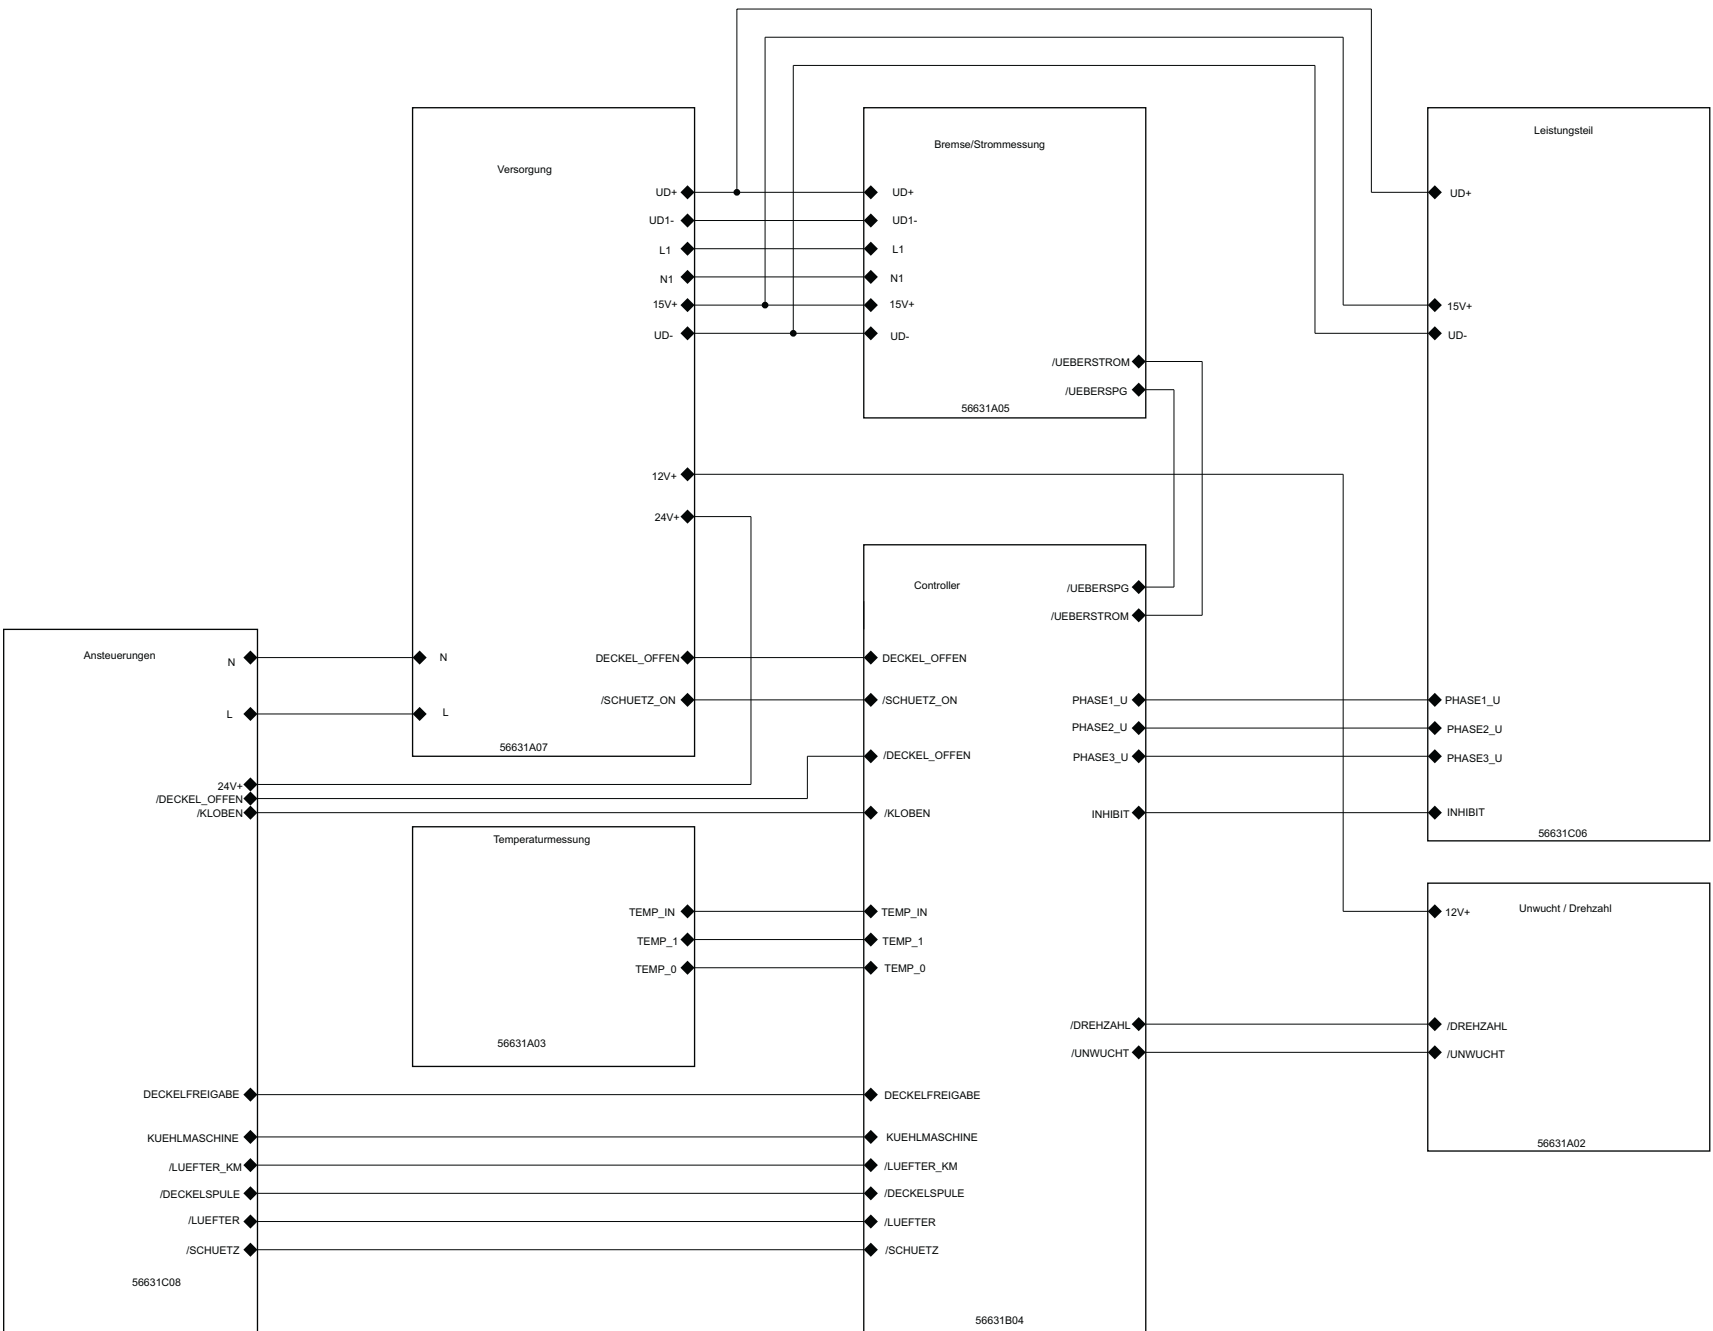 Versorgung
UD+
UD1-
L1
N1
15V+
UD-
12V+
24V+
N
L
DECKEL_OFFEN
/SCHUETZ_ON
56631A07
Bremse/Strommessung
UD+
UD1-
L1
N1
15V+
UD-
/UEBERSTROM
/UEBERSPG
56631A05
Leistungsteil
UD+
15V+
UD-
PHASE1_U
PHASE2_U
PHASE3_U
INHIBIT
56631C06
Ansteuerungen
N
L
24V+
/DECKEL_OFFEN
/KLOBEN
DECKELFREIGABE
KUEHLMASCHINE
/LUEFTER_KM
/DECKELSPULE
/LUEFTER
/SCHUETZ
56631C08
Temperaturmessung
TEMP_IN
TEMP_1
TEMP_0
56631A03
Controller
/UEBERSPG
/UEBERSTROM
DECKEL_OFFEN
/SCHUETZ_ON
PHASE1_U
PHASE2_U
/DECKEL_OFFEN
PHASE3_U
/KLOBEN
INHIBIT
TEMP_IN
TEMP_1
TEMP_0
/DREHZAHL
/UNWUCHT
DECKELFREIGABE
KUEHLMASCHINE
/LUEFTER_KM
/DECKELSPULE
/LUEFTER
/SCHUETZ
56631B04
12V+
Unwucht / Drehzahl
/DREHZAHL
/UNWUCHT
56631A02